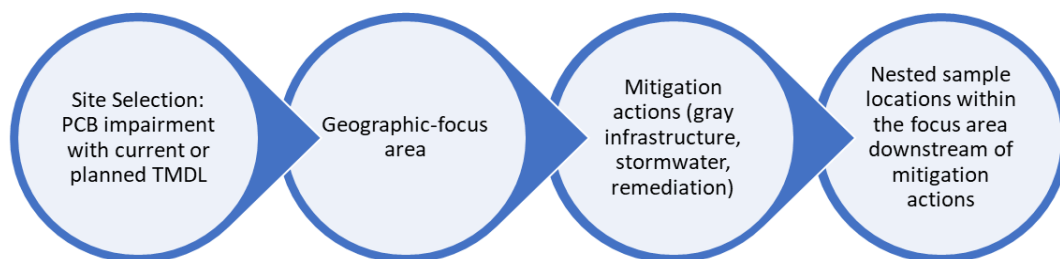 Site Selection:
PCB impairment
with current or
planned TMDL
Geographic-focus
area
Mitigation
actions (gray
infrastructure,
stormwater,
remediation)
Nested sample
locations within
the focus area
downstream of
mitigation
actions